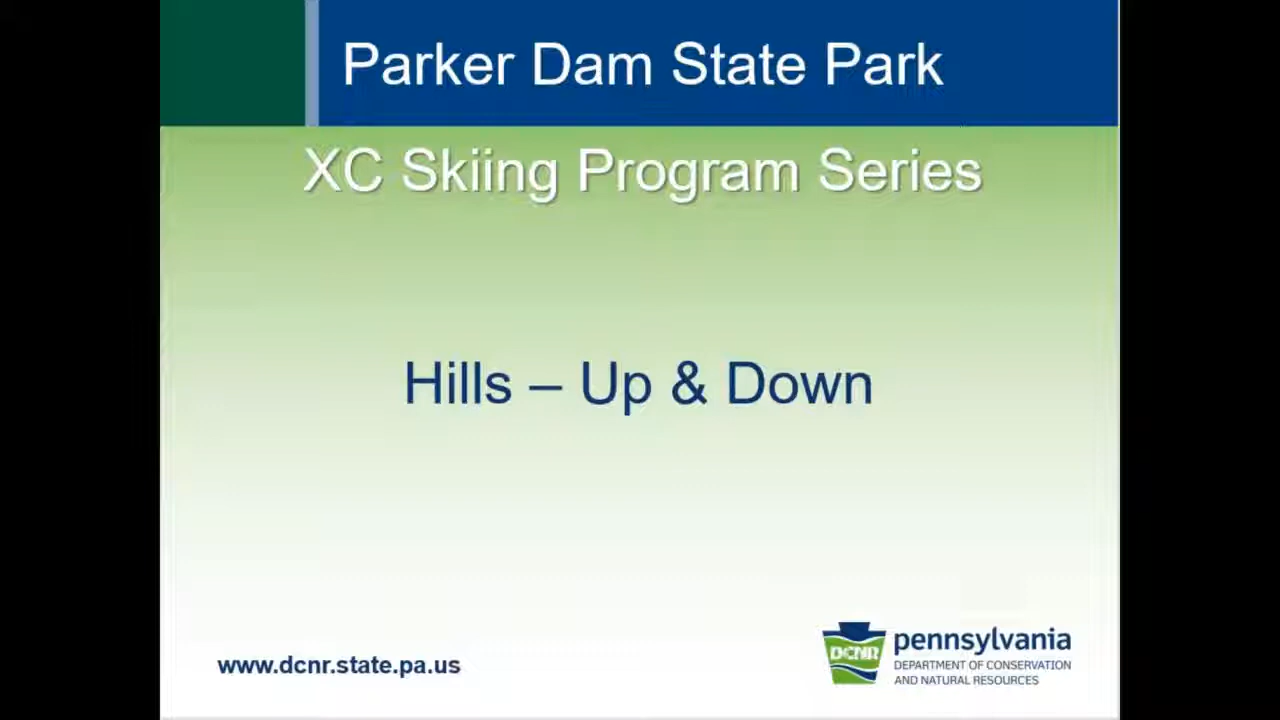 Parker Dam State Park
XC Skiing Program Series
Hills – Up & Down
www.dcnr.state.pa.us
DCNR
pennsylvania
DEPARTMENT OF CONSERVATION
AND NATURAL RESOURCES